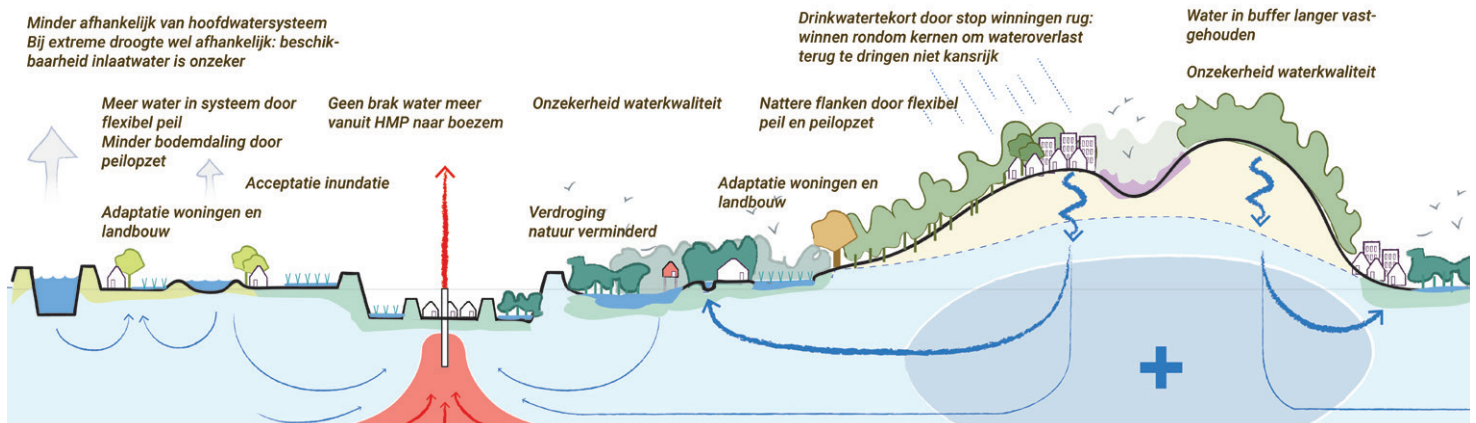 Minder afhankelijk van hoofdwatersysteem
Bij extreme droogte wel afhankelijk: beschik-
baarheid inlaatwater is onzeker
Meer water in systeem door
flexibel peil
Minder bodemdaling door
peilopzet
Adaptatie woningen en
landbouw
Acceptatie inundatie
Geen brak water meer
vanuit HMP naar boezem
Onzekerheid waterkwaliteit
Verdroging
natuur verminderd
Nattere flanken door flexibel
peil en peilopzet
Adaptatie woningen en
landbouw
Drinkwatertekort door stop winningen rug:
winnen rondom kernen om wateroverlast
terug te dringen niet kansrijk
Water in buffer langer vast-
gehouden
Onzekerheid waterkwaliteit